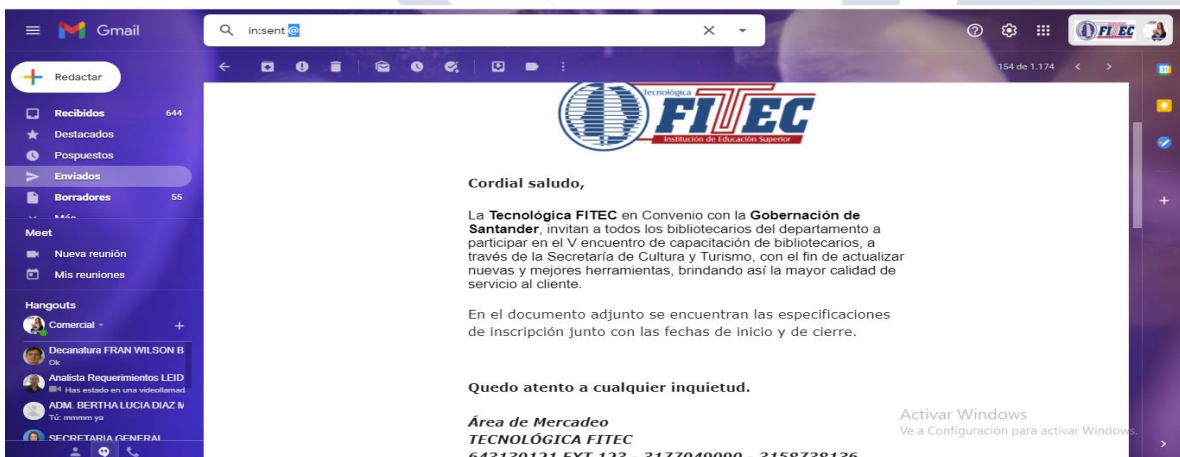 Gmail
in:sent @
FITEC
Redactar
154 de 1.174
Recibidos 644
Destacados
Pospuestos
Enviados
Borradores 55
Más
Meet
Nueva reunión
Mis reuniones
Hangouts
Comercial
Decanatura FRAN WILSON B
Ok
Analista Requerimientos LEID
Has estado en una videollamad
ADM. BERTHA LUCIA DIAZ M
Tú: mmmm ya
SECRETARIA GENERAL
Tecnológica
FITEC
Institución de Educación Superior
Cordial saludo,
La Tecnológica FITEC en Convenio con la Gobernación de
Santander, invitan a todos los bibliotecarios del departamento a
participar en el V encuentro de capacitación de bibliotecarios, a
través de la Secretaría de Cultura y Turismo, con el fin de actualizar
nuevas y mejores herramientas, brindando así la mayor calidad de
servicio al cliente.
En el documento adjunto se encuentran las especificaciones
de inscripción junto con las fechas de inicio y de cierre.
Quedo atento a cualquier inquietud.
Área de Mercadeo
TECNOLÓGICA FITEC
643130121 EXT 123 - 3177040090 - 3158738136
Activar Windows
Ve a Configuración para activar Windows.